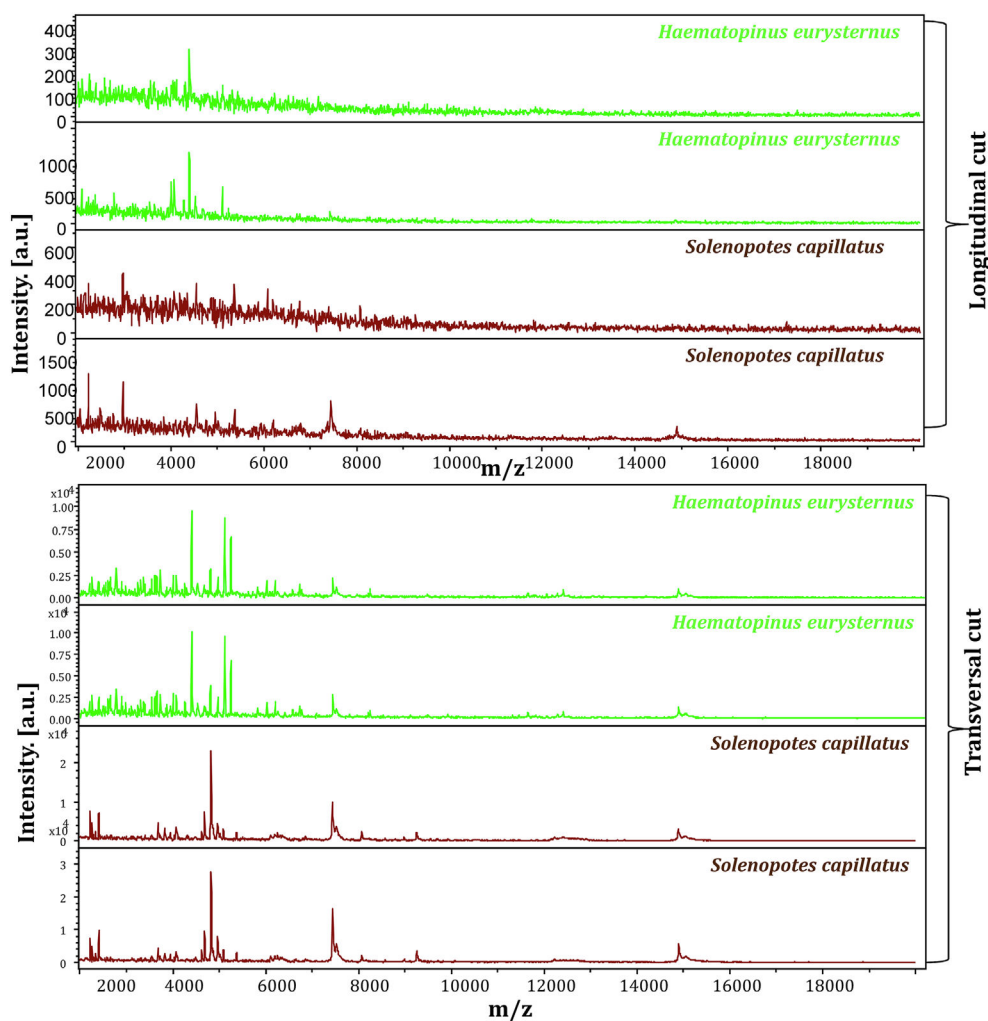 Haematopinus eurysternus
400
300
200
100
0
Haematopinus eurysternus
1000
500
0
Solenopotes capillatus
600
400
200
0
Solenopotes capillatus
1500
1000
500
0
Intensity. [a.u.]
Longitudinal cut
2000 4000 6000 8000 10000 12000 14000 16000 18000
m/z
Haematopinus eurysternus
x10⁴
1.00
0.75
0.50
0.25
0.00
Haematopinus eurysternus
x10⁴
1.00
0.75
0.50
0.25
0.00
Solenopotes capillatus
x10⁴
2
1
0
Solenopotes capillatus
x10⁴
3
2
1
0
Intensity. [a.u.]
Transversal cut
2000 4000 6000 8000 10000 12000 14000 16000 18000
m/z